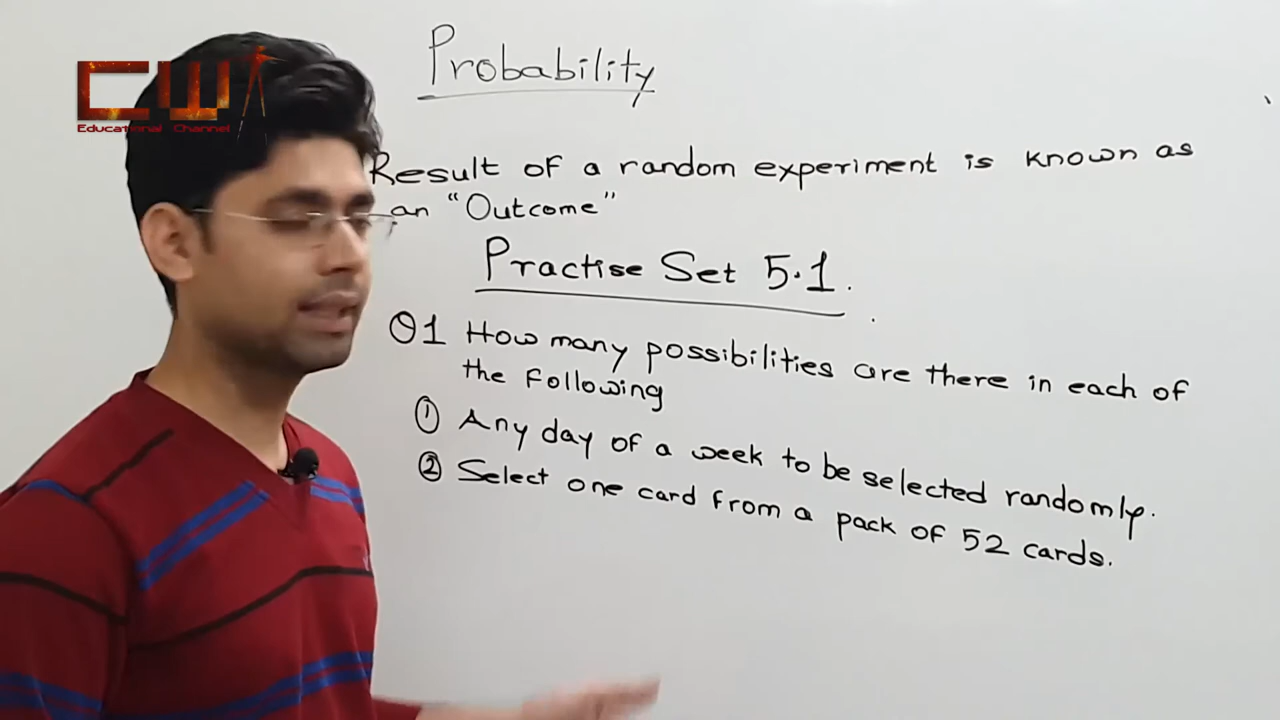 CW
Educational Channel
Probability
Result of a random experiment is known as
an "Outcome"
Practise Set 5.1.
Q1 How many possibilities are there in each of
the following
① Any day of a week to be selected randomly.
② Select one card from a pack of 52 cards.